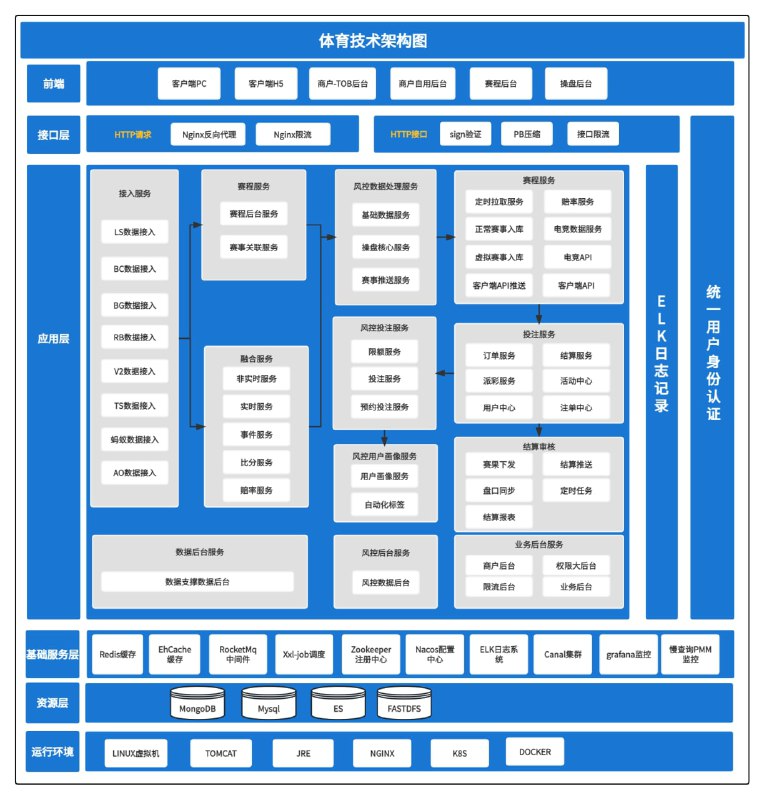 体育技术架构图
前端
客户端PC
客户端H5
商户-TOB后台
商户自用后台
赛程后台
操盘后台
接口层
HTTP请求
Nginx反向代理
Nginx限流
HTTP接口
sign验证
PB压缩
接口限流
应用层
接入服务
LS数据接入
BC数据接入
BG数据接入
RB数据接入
V2数据接入
TS数据接入
蚂蚁数据接入
AO数据接入
赛程服务
赛程后台服务
赛事关联服务
融合服务
非实时服务
实时服务
事件服务
比分服务
赔率服务
风控数据处理服务
基础数据服务
操盘核心服务
赛事推送服务
风控投注服务
限额服务
投注服务
预约投注服务
风控用户画像服务
用户画像服务
自动化标签
赛程服务
定时拉取服务
赔率服务
正常赛事入库
电竞数据服务
虚拟赛事入库
电竞API
客户端API推送
客户端API
投注服务
订单服务
结算服务
派彩服务
活动中心
用户中心
注单中心
结算审核
赛果下发
结算推送
盘口同步
定时任务
结算报表
数据后台服务
数据支撑数据后台
风控后台服务
风控数据后台
业务后台服务
商户后台
权限大后台
限流后台
业务后台
ELK日志记录
统一用户身份认证
基础服务层
Redis缓存
EhCache
缓存
RocketMq
中间件
Xxl-job调度
Zookeeper
注册中心
Nacos配置
中心
ELK日志系
统
Canal集群
grafana监控
慢查询PMM
监控
资源层
MongoDB
Mysql
ES
FASTDFS
运行环境
LINUX虚拟机
TOMCAT
JRE
NGINX
K8S
DOCKER